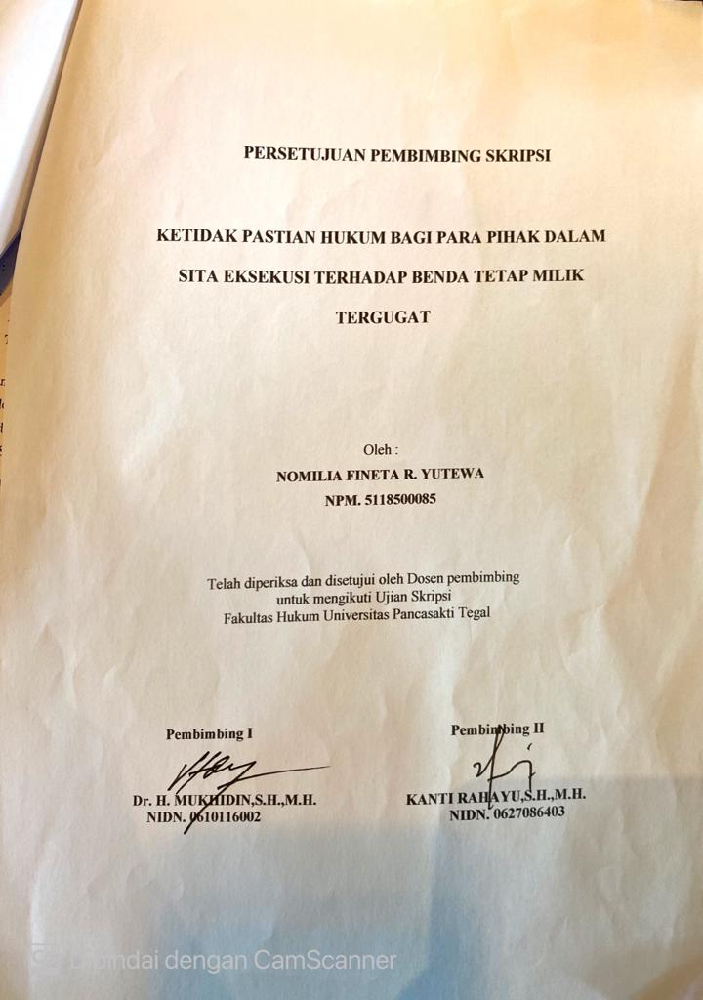 PERSETUJUAN PEMBIMBING SKRIPSI
KETIDAK PASTIAN HUKUM BAGI PARA PIHAK DALAM
SITA EKSEKUSI TERHADAP BENDA TETAP MILIK
TERGUGAT
Oleh :
NOMILIA FINETA R. YUTEWA
NPM. 5118500085
Telah diperiksa dan disetujui oleh Dosen pembimbing
untuk mengikuti Ujian Skripsi
Fakultas Hukum Universitas Pancasakti Tegal
Pembimbing I
Dr. H. MUKHIDIN,S.H.,M.H.
NIDN. 0610116002
Pembimbing II
KANTI RAHAYU,S.H.,M.H.
NIDN. 0627086403
Dipindai dengan CamScanner